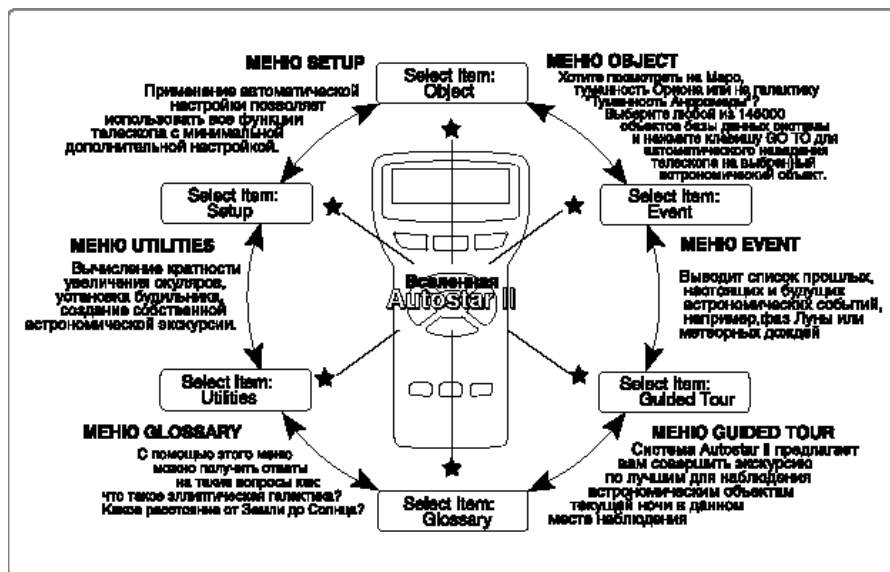 МЕНЮ SETUP
Применение автоматической
настройки позволяет
использовать все функции
телескопа с минимальной
дополнительной настройкой.
Select Item:
Object
МЕНЮ OBJECT
Хотите посмотреть на Марс,
туманность Ориона или на галактику
"Туманность Андромеды"?
Выберите любой из 145000
объектов базы данных системы
и нажмите клавишу GO TO для
автоматического наведения
телескопа на выбранный
астрономический объект.
Select Item:
Setup
Select Item:
Event
МЕНЮ UTILITIES
Вычисление кратности
увеличения окуляров,
установка будильника,
создание собственной
астрономической экскурсии.
Вселенная
Autostar II
МЕНЮ EVENT
Выводит список прошлых,
настоящих и будущих
астрономических событий,
например,фаз Луны или
метеорных дождей
Select Item:
Utilities
Select Item:
Guided Tour
МЕНЮ GLOSSARY
С помощью этого меню
можно получить ответы
на такие вопросы как:
что такое эллиптическая галактика?
Какое расстояние от Земли до Солнца?
Select Item:
Glossary
МЕНЮ GUIDED TOUR
Система Autostar II предлагает
вам совершить экскурсию
по лучшим для наблюдения
астрономическим объектам
текущей ночи в данном
месте наблюдения